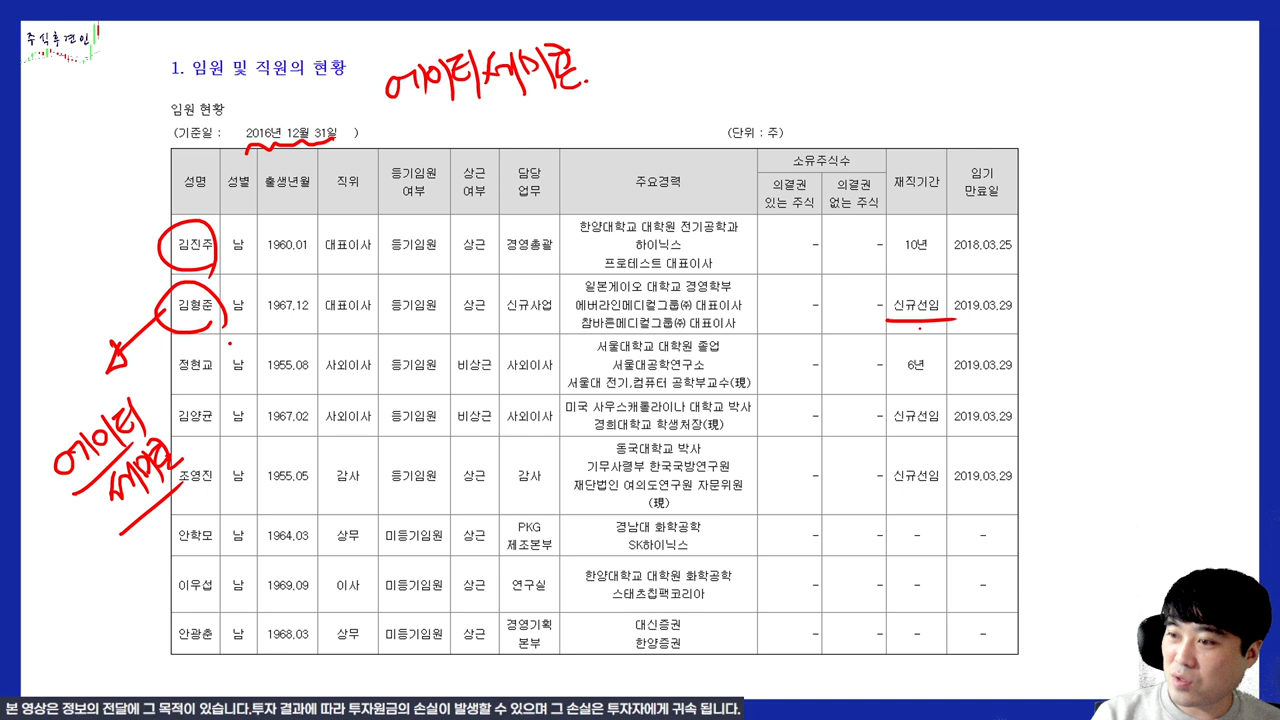 주식후견인
1. 임원 및 직원의 현황
에이티세미콘.
임원 현황
(기준일 : 2016년 12월 31일 ) (단위 : 주)
성명 성별 출생년월 직위 등기임원 여부 상근 여부 담당 업무 주요경력 소유주식수 재직기간 임기 만료일
의결권 있는 주식 의결권 없는 주식
김진주 남 1960.01 대표이사 등기임원 상근 경영총괄 한양대학교 대학원 전기공학과 하이닉스 프로테스트 대표이사 - - 10년 2018.03.25
김형준 남 1967.12 대표이사 등기임원 상근 신규사업 일본게이오 대학교 경영학부 에버라인메디컬그룹㈜ 대표이사 참바른메디컬그룹㈜ 대표이사 - - 신규선임 2019.03.29
정현교 남 1955.08 사외이사 등기임원 비상근 사외이사 서울대학교 대학원 졸업 서울대공학연구소 서울대 전기,컴퓨터 공학부교수(現) - - 6년 2019.03.29
김양균 남 1967.02 사외이사 등기임원 비상근 사외이사 미국 사우스캐롤라이나 대학교 박사 경희대학교 학생처장(現) - - 신규선임 2019.03.29
조영진 남 1955.05 감사 등기임원 상근 감사 동국대학교 박사 기무사령부 한국국방연구원 재단법인 여의도연구원 자문위원 (現) - - 신규선임 2019.03.29
안학모 남 1964.03 상무 미등기임원 상근 PKG 제조본부 경남대 화학공학 SK하이닉스 - - - -
이우섭 남 1969.09 이사 미등기임원 상근 연구실 한양대학교 대학원 화학공학 스태츠칩팩코리아 - - - -
안광춘 남 1968.03 상무 미등기임원 상근 경영기획 본부 대신증권 한양증권 - - - -
에이티
세미콘
본 영상은 정보의 전달에 그 목적이 있습니다.투자 결과에 따라 투자원금의 손실이 발생할 수 있으며 그 손실은 투자자에게 귀속 됩니다.